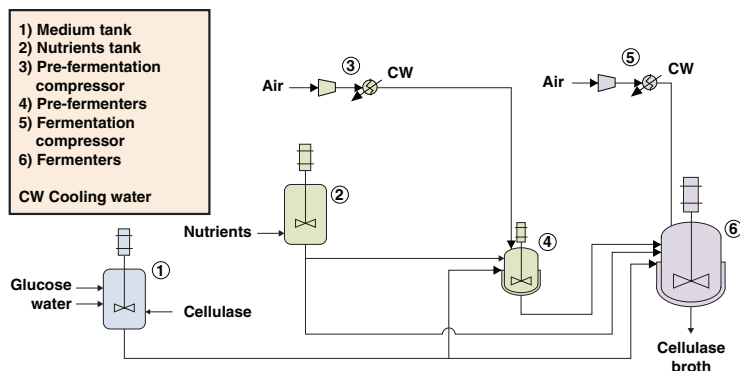 1) Medium tank
2) Nutrients tank
3) Pre-fermentation
compressor
4) Pre-fermenters
5) Fermentation
compressor
6) Fermenters
CW Cooling water
Air
3
CW
Air
5
CW
2
Nutrients
4
6
1
Glucose
water
Cellulase
Cellulase
broth